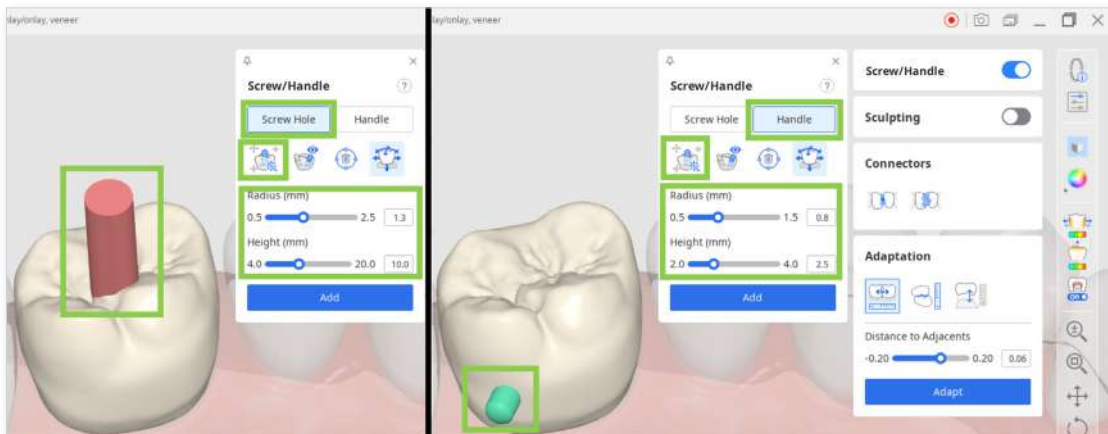 lay/onlay, veneer
Screw/Handle
?
Screw Hole
Handle
Radius (mm)
0.5
2.5
1.3
Height (mm)
4.0
20.0
10.0
Add
lay/onlay, veneer
Screw/Handle
?
Screw Hole
Handle
Radius (mm)
0.5
1.5
0.8
Height (mm)
2.0
4.0
2.5
Add
Screw/Handle
Sculpting
Connectors
Adaptation
Distance to Adjacents
-0.20
0.20
0.06
Adapt
ON